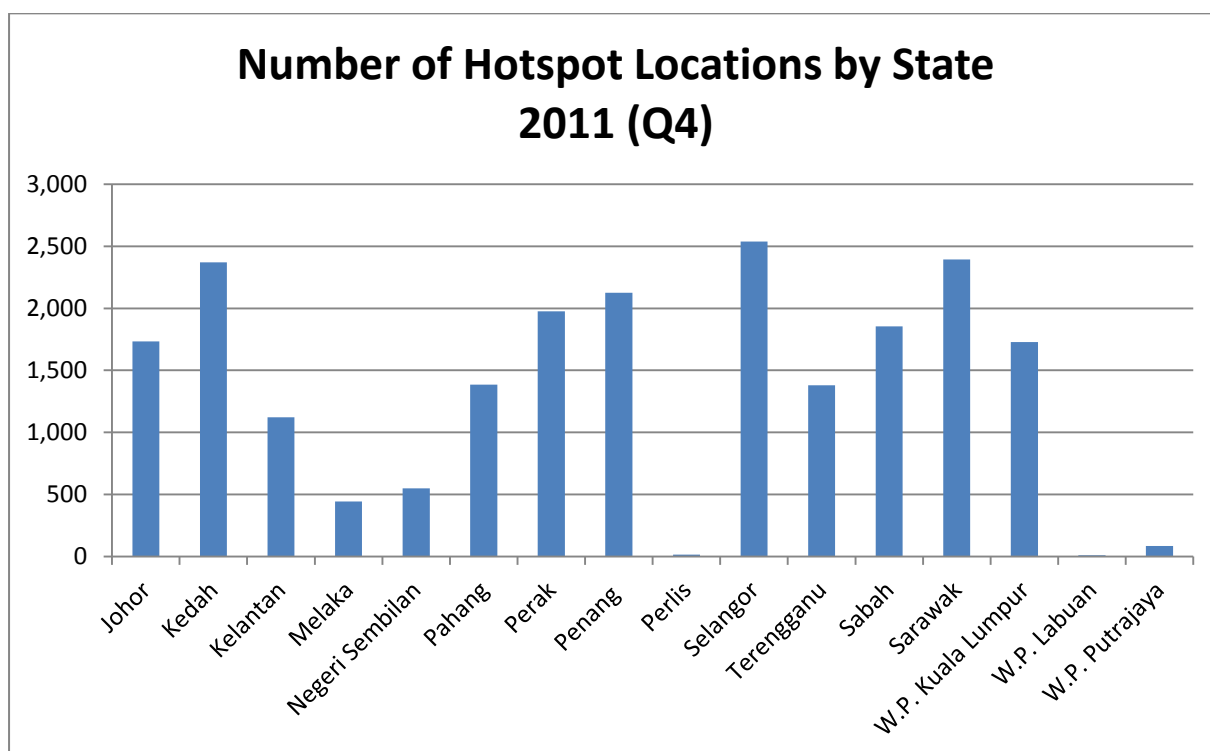 Number of Hotspot Locations by State
2011 (Q4)
3,000
2,500
2,000
1,500
1,000
500
0
Johor
Kedah
Kelantan
Melaka
Negeri Sembilan
Pahang
Perak
Penang
Perlis
Selangor
Terengganu
Sabah
Sarawak
W.P. Kuala Lumpur
W.P. Labuan
W.P. Putrajaya